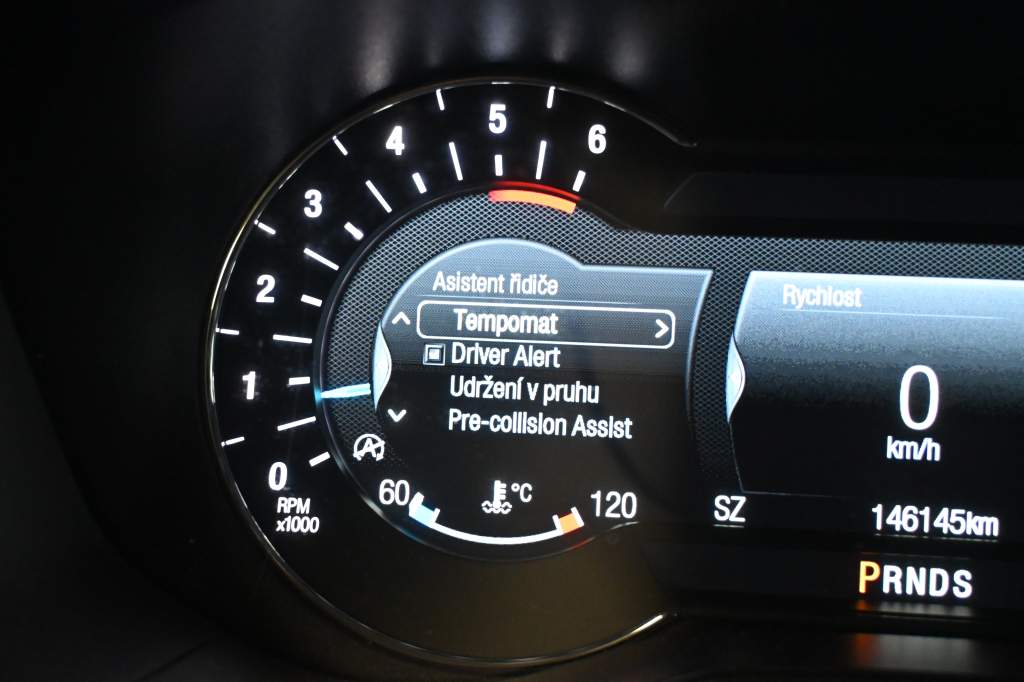 6
5
4
3
2
1
0
RPM
x1000
Asistent řidiče
Tempomat
Driver Alert
Udržení v pruhu
Pre-collision Assist
A
60
°C
120
Rychlost
0
km/h
SZ
146145km
PRNDS